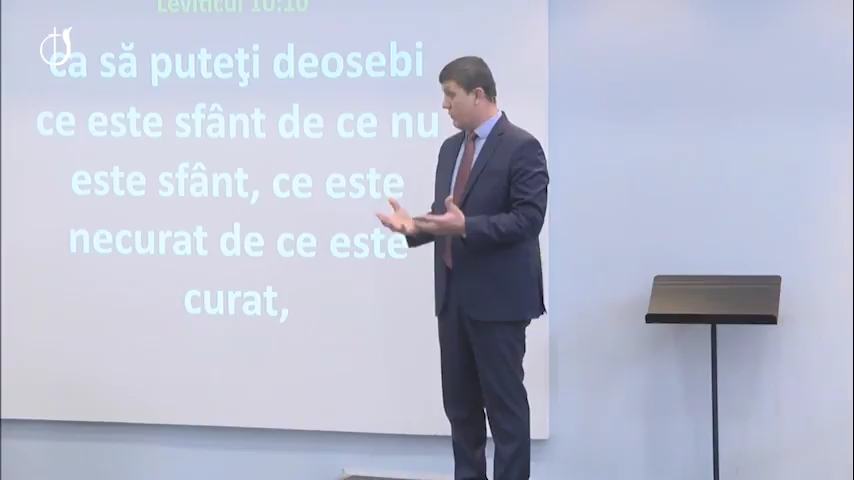 Leviticul 10:10
ca să puteţi deosebi
ce este sfânt de ce nu
este sfânt, ce este
necurat de ce este
curat,